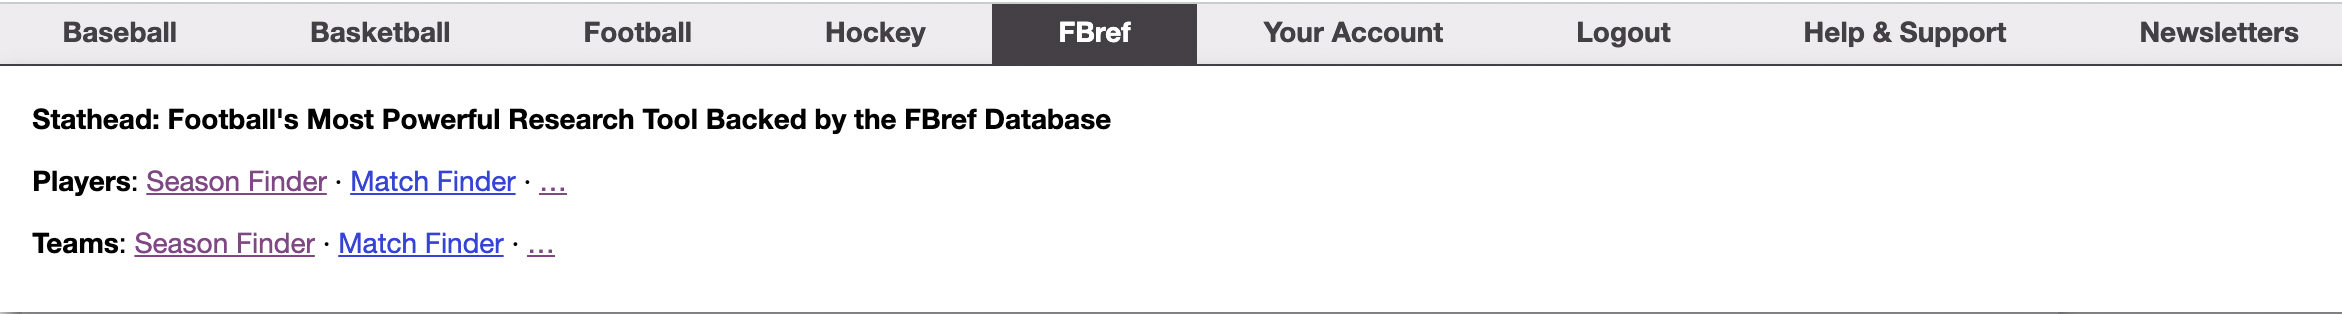 Baseball Basketball Football Hockey FBref Your Account Logout Help & Support Newsletters
Stathead: Football's Most Powerful Research Tool Backed by the FBref Database
Players: Season Finder · Match Finder · ...
Teams: Season Finder · Match Finder · ...